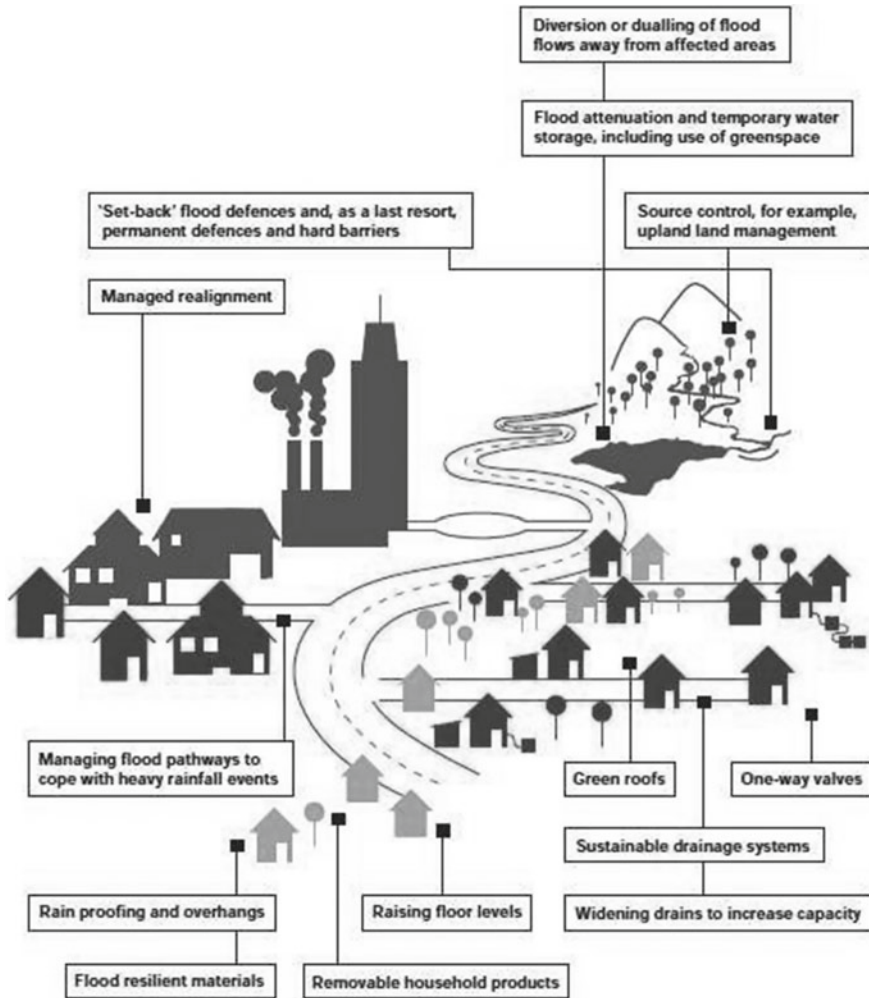 Diversion or dualling of flood
flows away from affected areas
Flood attenuation and temporary water
storage, including use of greenspace
'Set-back' flood defences and, as a last resort,
permanent defences and hard barriers
Source control, for example,
upland land management
Managed realignment
Managing flood pathways to
cope with heavy rainfall events
Green roofs
One-way valves
Sustainable drainage systems
Rain proofing and overhangs
Raising floor levels
Widening drains to increase capacity
Flood resilient materials
Removable household products